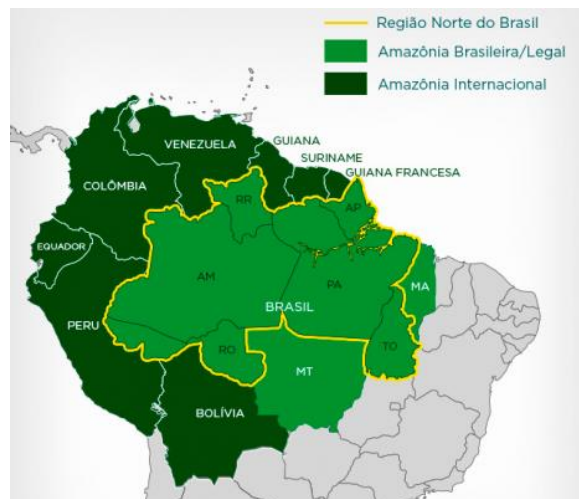 Região Norte do Brasil
Amazônia Brasileira/Legal
Amazônia Internacional
VENEZUELA
GUIANA
SURINAME
GUIANA FRANCESA
COLÔMBIA
RR
AP
EQUADOR
AM
PA
MA
BRASIL
PERU
RO
TO
MT
BOLÍVIA